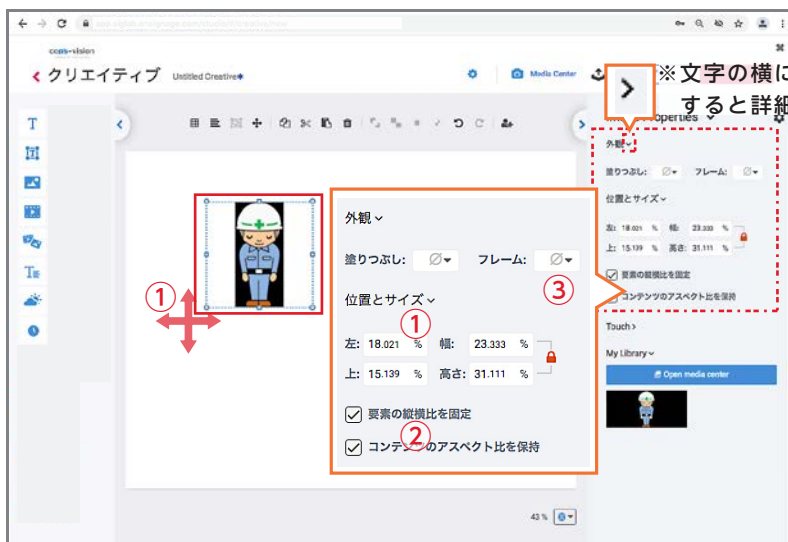 cons-vision
クリエイティブ
Untitled Creative
Media Center
※文字の横に
すると詳細
Properties
外観
塗りつぶし:
フレーム:
位置とサイズ
左: 18.021 % 幅: 23.333 %
上: 15.139 % 高さ: 31.111 %
要素の縦横比を固定
コンテンツのアスペクト比を保持
Touch
My Library
Open media center
①
外観
塗りつぶし: フレーム:
③
位置とサイズ
①
左: 18.021 % 幅: 23.333 %
上: 15.139 % 高さ: 31.111 %
要素の縦横比を固定
②
コンテンツのアスペクト比を保持
43 %